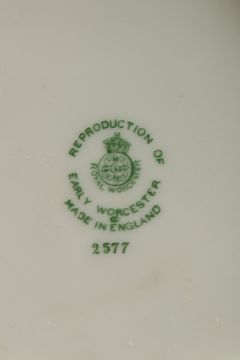 REPRODUCTION OF
ROYAL WORCESTER
EARLY WORCESTER
MADE IN ENGLAND
2577